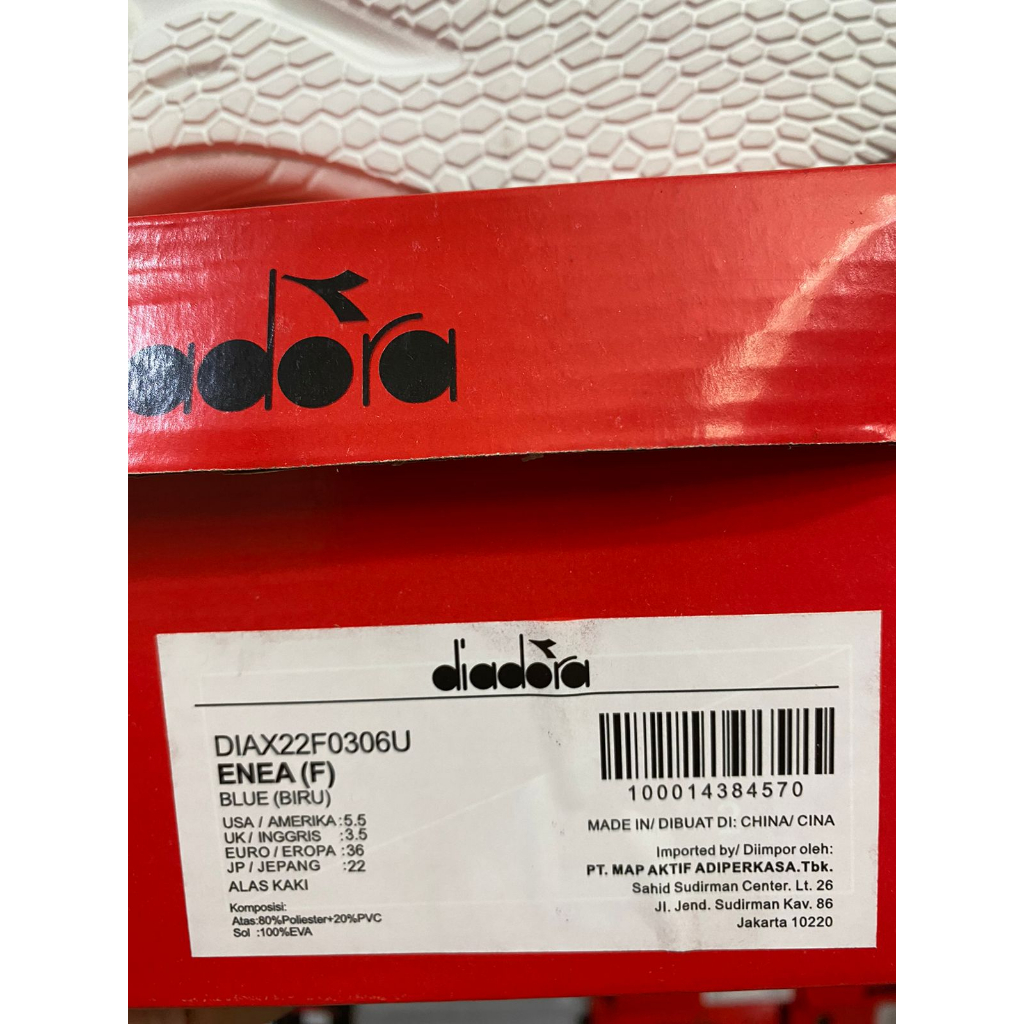 diadora
diadora
DIAX22F0306U
ENEA (F)
BLUE (BIRU)
USA / AMERIKA :5.5
UK / INGGRIS :3.5
EURO / EROPA :36
JP / JEPANG :22
ALAS KAKI
Komposisi:
Atas:80%Poliester+20%PVC
Sol :100%EVA
100014384570
MADE IN/ DIBUAT DI: CHINA/ CINA
Imported by/ Diimpor oleh:
PT. MAP AKTIF ADIPERKASA.Tbk.
Sahid Sudirman Center. Lt. 26
Jl. Jend. Sudirman Kav. 86
Jakarta 10220